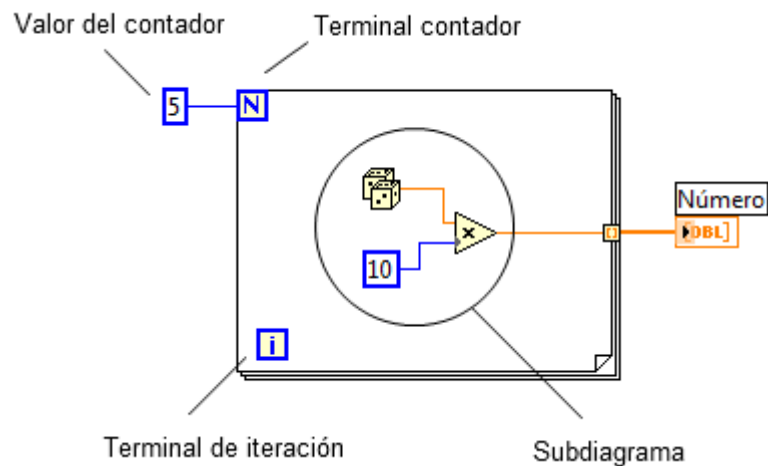 Valor del contador
Terminal contador
5
N
Número
[DBL]
×
10
i
Terminal de iteración
Subdiagrama